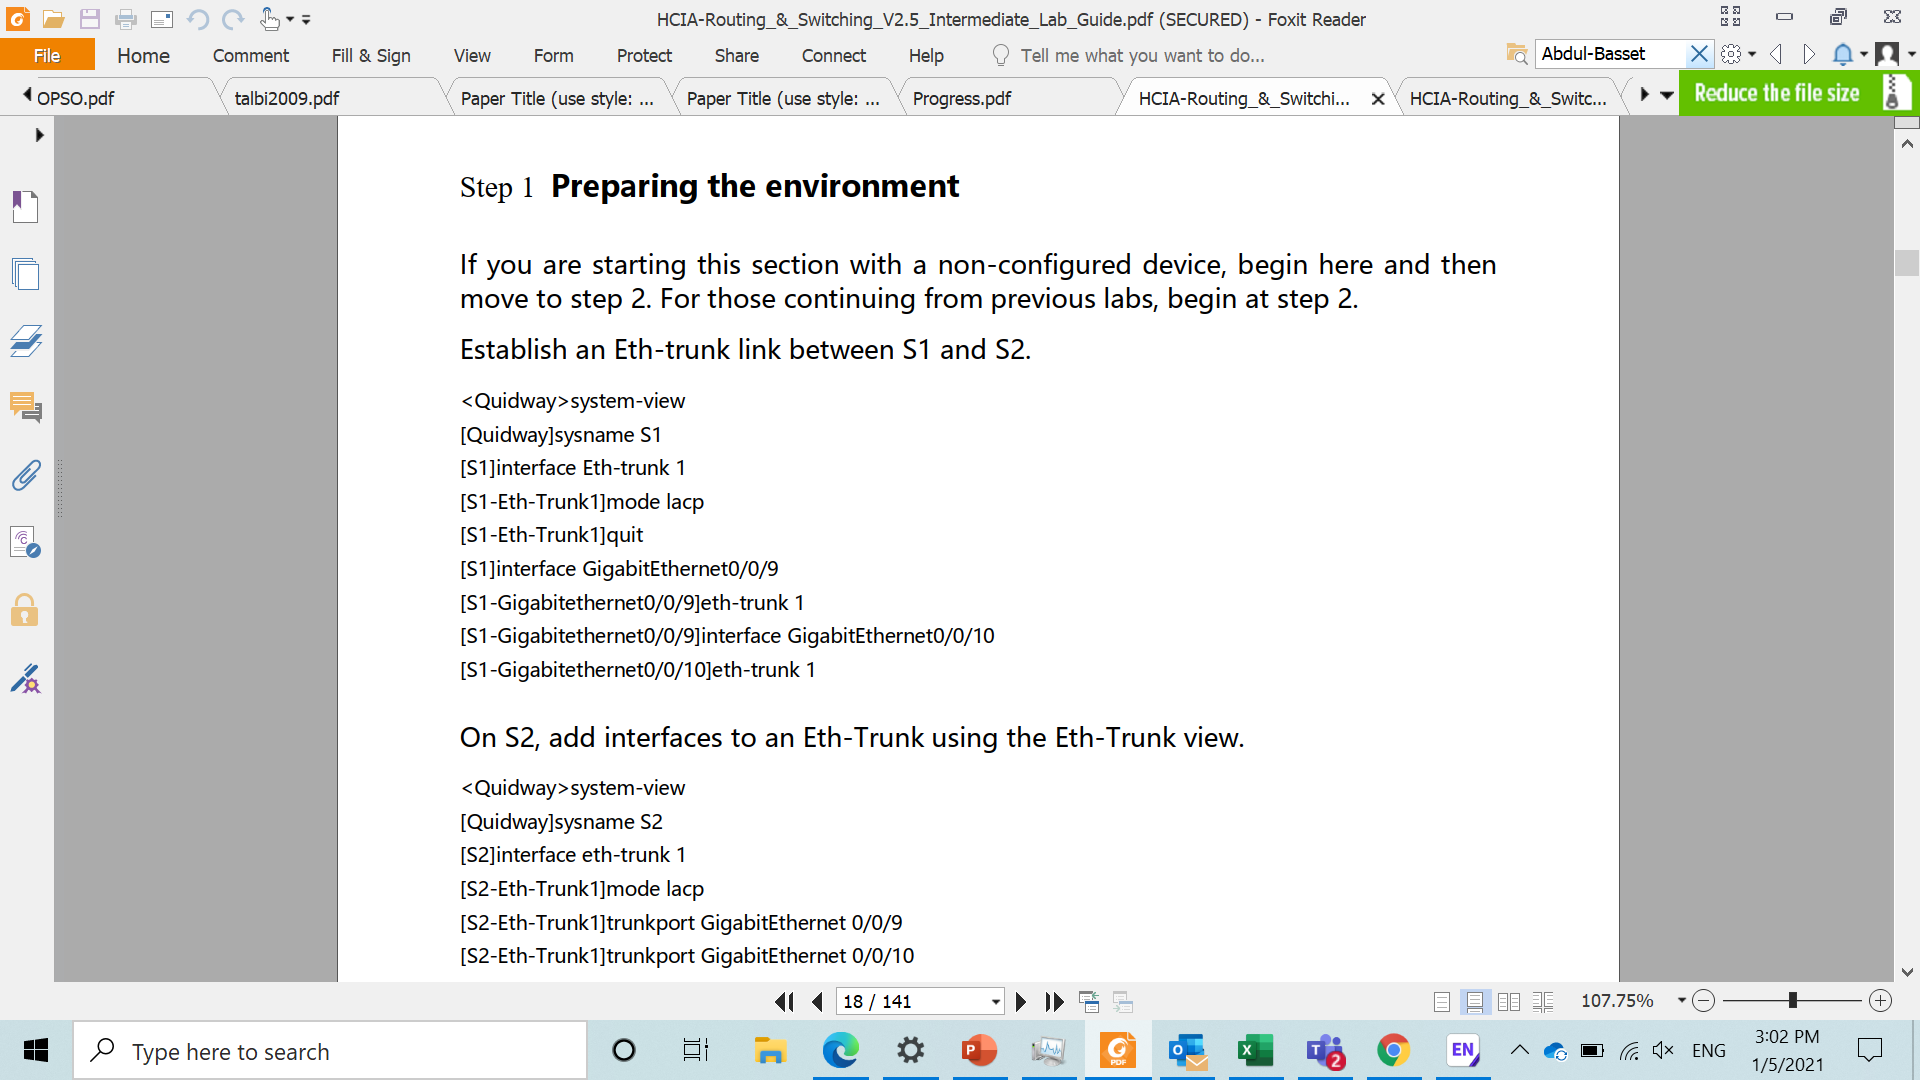 HCIA-Routing_&_Switching_V2.5_Intermediate_Lab_Guide.pdf (SECURED) - Foxit Reader
File Home Comment Fill & Sign View Form Protect Share Connect Help Tell me what you want to do... Abdul-Basset
OPSO.pdf talbi2009.pdf Paper Title (use style: ... Paper Title (use style: ... Progress.pdf HCIA-Routing_&_Switchi... HCIA-Routing_&_Switc... Reduce the file size
Step 1 Preparing the environment
If you are starting this section with a non-configured device, begin here and then
move to step 2. For those continuing from previous labs, begin at step 2.
Establish an Eth-trunk link between S1 and S2.
<Quidway>system-view
[Quidway]sysname S1
[S1]interface Eth-trunk 1
[S1-Eth-Trunk1]mode lacp
[S1-Eth-Trunk1]quit
[S1]interface GigabitEthernet0/0/9
[S1-Gigabitethernet0/0/9]eth-trunk 1
[S1-Gigabitethernet0/0/9]interface GigabitEthernet0/0/10
[S1-Gigabitethernet0/0/10]eth-trunk 1
On S2, add interfaces to an Eth-Trunk using the Eth-Trunk view.
<Quidway>system-view
[Quidway]sysname S2
[S2]interface eth-trunk 1
[S2-Eth-Trunk1]mode lacp
[S2-Eth-Trunk1]trunkport GigabitEthernet 0/0/9
[S2-Eth-Trunk1]trunkport GigabitEthernet 0/0/10
18 / 141 107.75%
Type here to search EN 2 ENG 3:02 PM
1/5/2021